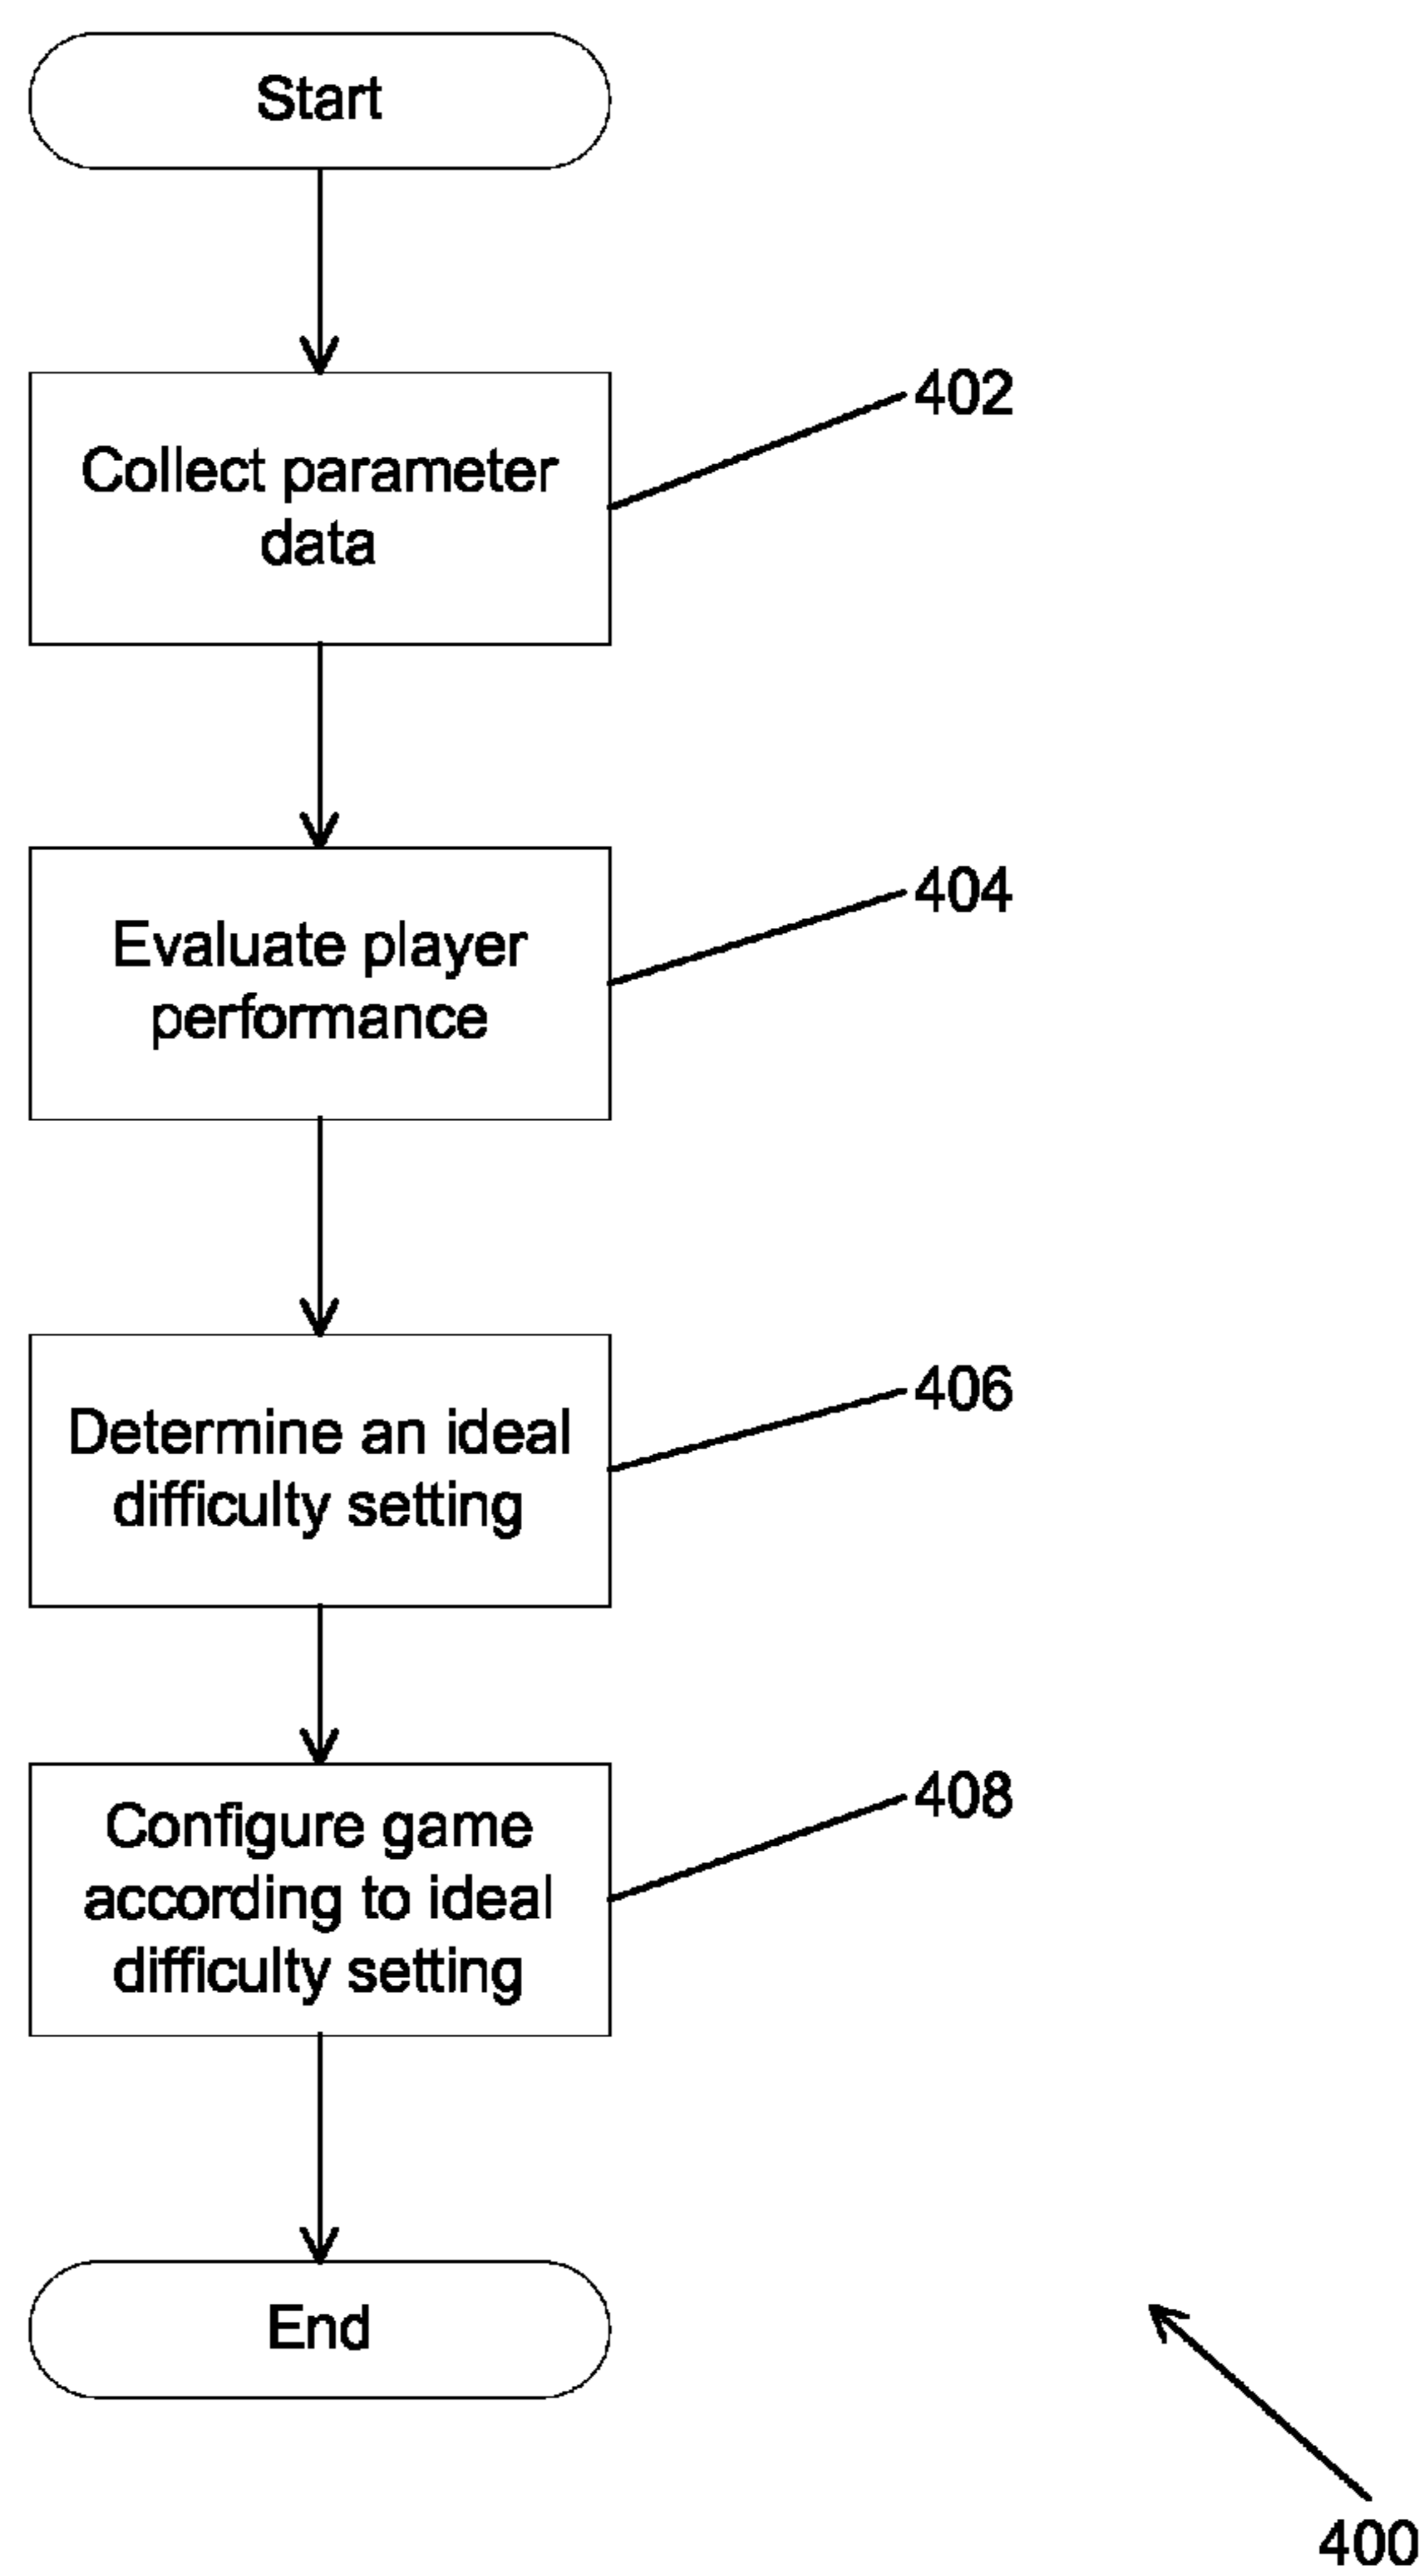 Start
402
Collect parameter
data
404
Evaluate player
performance
406
Determine an ideal
difficulty setting
408
Configure game
according to ideal
difficulty setting
End
400